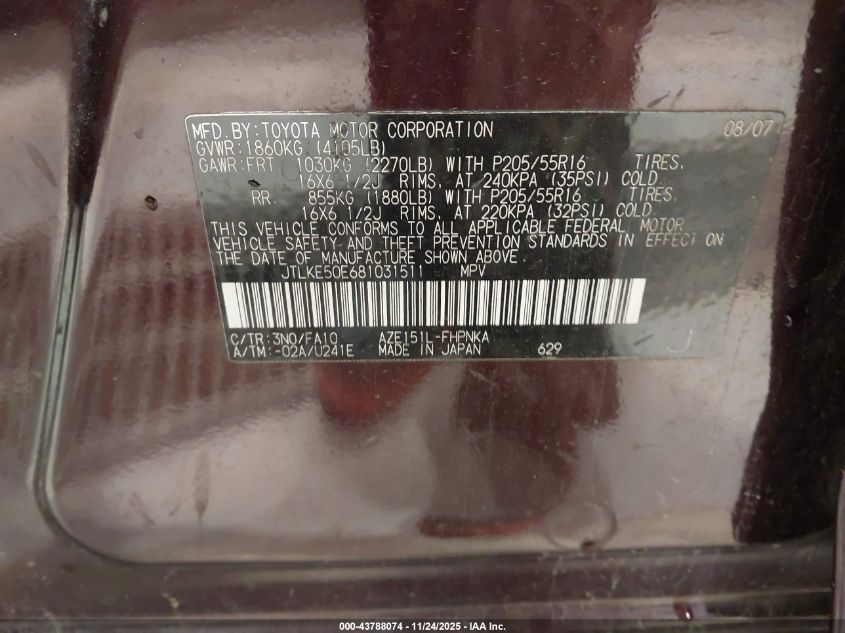 MFD.BY:TOYOTA MOTOR CORPORATION 08/07
GVWR:1860KG (4105LB)
GAWR:FRT 1030KG (2270LB) WITH P205/55R16 TIRES,
16X6 1/2J RIMS, AT 240KPA (35PSI) COLD
RR 855KG (1880LB) WITH P205/55R16 TIRES,
16X6 1/2J RIMS, AT 220KPA (32PSI) COLD
THIS VEHICLE CONFORMS TO ALL APPLICABLE FEDERAL MOTOR
VEHICLE SAFETY AND THEFT PREVENTION STANDARDS IN EFFECT ON
THE DATE OF MANUFACTURE SHOWN ABOVE.
JTLKE50E681031511 MPV
C/TR:3NO/FA10 AZE151L-FHPNKA
A/TM:-02A/U241E MADE IN JAPAN 629 J
000-43788074 - 11/24/2025 - IAA Inc.